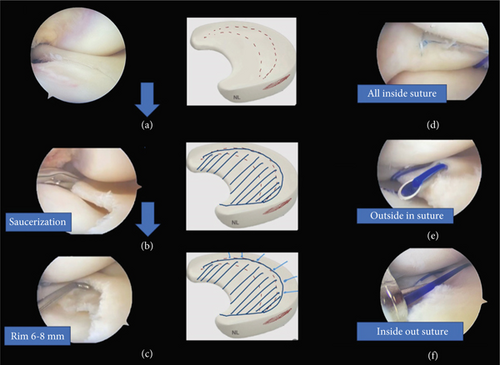 (a)
Saucerization
(b)
Rim 6-8 mm
(c)
All inside suture
(d)
Outside in suture
(e)
Inside out suture
(f)